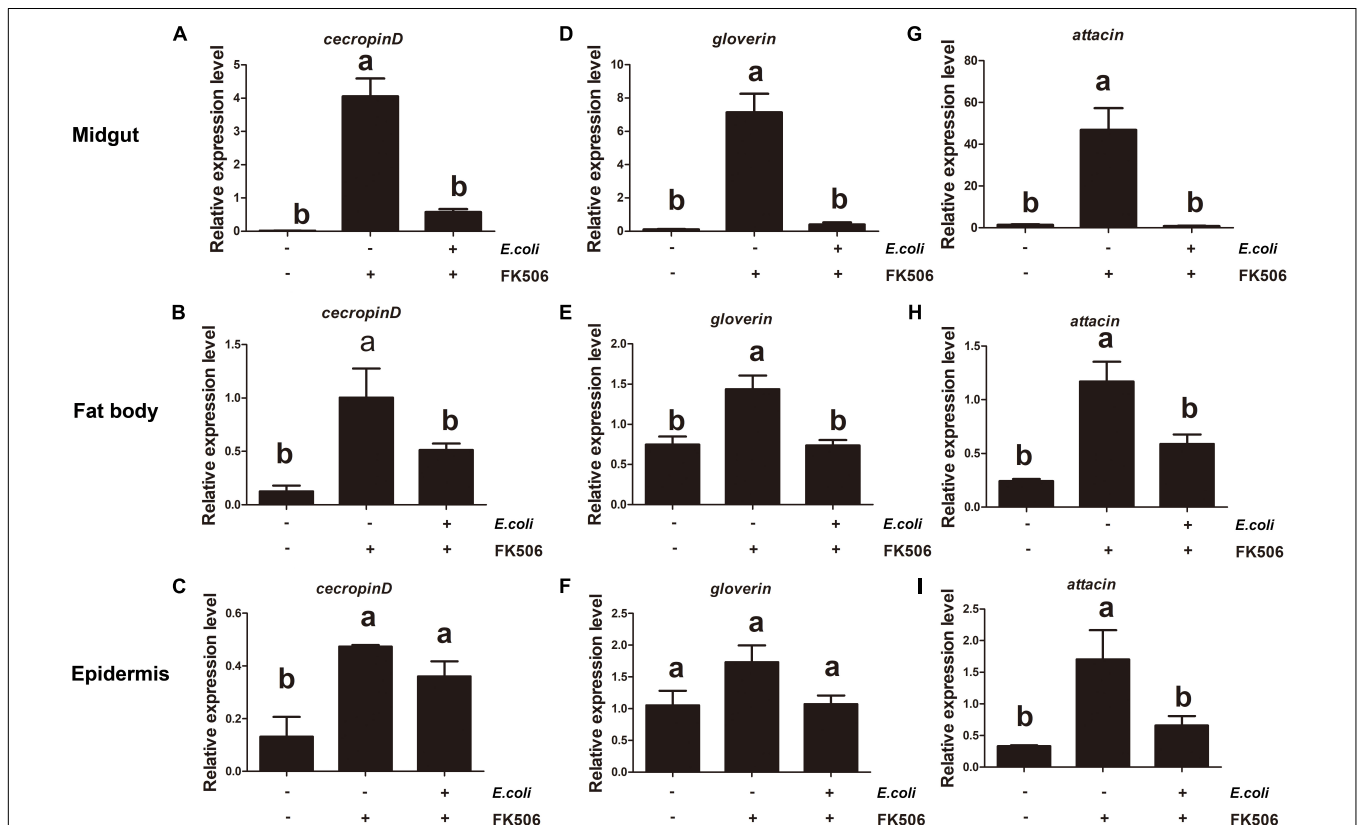 A
cecropinD
Relative expression level
5
4
3
2
1
0
a
b
b
- - + E.coli
- + + FK506
D
gloverin
Relative expression level
10
8
6
4
2
0
a
b
b
- - + E.coli
- + + FK506
G
attacin
Relative expression level
80
60
40
20
0
a
b
b
- - + E.coli
- + + FK506
Midgut
B
cecropinD
Relative expression level
1.5
1.0
0.5
0.0
a
b
b
- - + E.coli
- + + FK506
E
gloverin
Relative expression level
2.0
1.5
1.0
0.5
0.0
a
b
b
- - + E.coli
- + + FK506
H
attacin
Relative expression level
1.5
1.0
0.5
0.0
a
b
b
- - + E.coli
- + + FK506
Fat body
C
cecropinD
Relative expression level
0.6
0.4
0.2
0.0
a
a
b
- - + E.coli
- + + FK506
F
gloverin
Relative expression level
2.5
2.0
1.5
1.0
0.5
0.0
a
a
a
- - + E.coli
- + + FK506
I
attacin
Relative expression level
2.5
2.0
1.5
1.0
0.5
0.0
a
b
b
- - + E.coli
- + + FK506
Epidermis